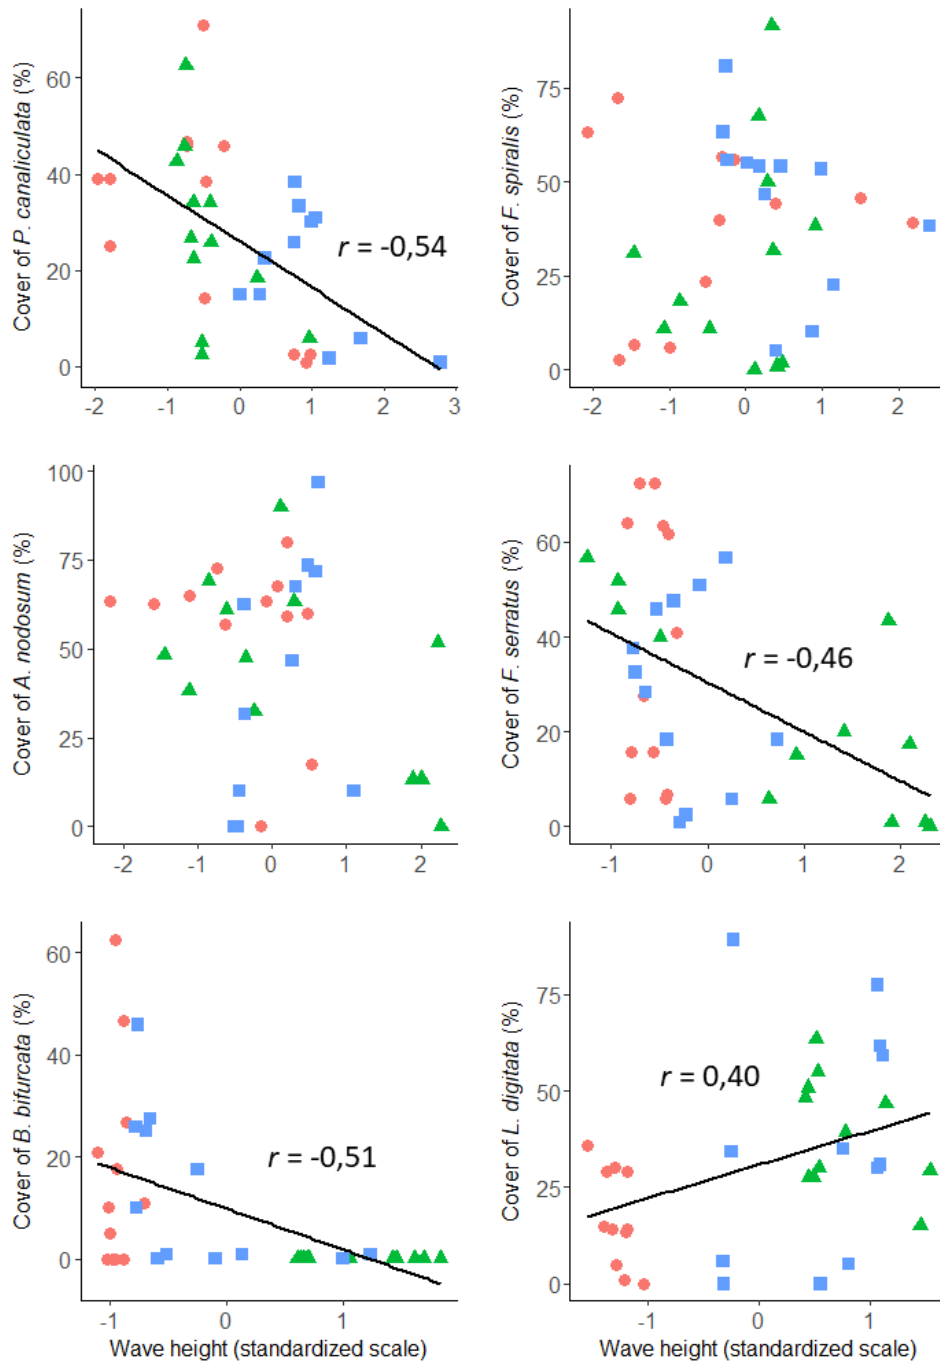 Cover of P. canaliculata (%)
60
40
20
0
r = -0,54
-2 -1 0 1 2 3
Cover of F. spiralis (%)
75
50
25
0
-2 -1 0 1 2
Cover of A. nodosum (%)
100
75
50
25
0
-2 -1 0 1 2
Cover of F. serratus (%)
60
40
20
0
r = -0,46
-1 0 1 2
Cover of B. bifurcata (%)
60
40
20
0
r = -0,51
-1 0 1
Wave height (standardized scale)
Cover of L. digitata (%)
75
50
25
0
r = 0,40
-1 0 1
Wave height (standardized scale)